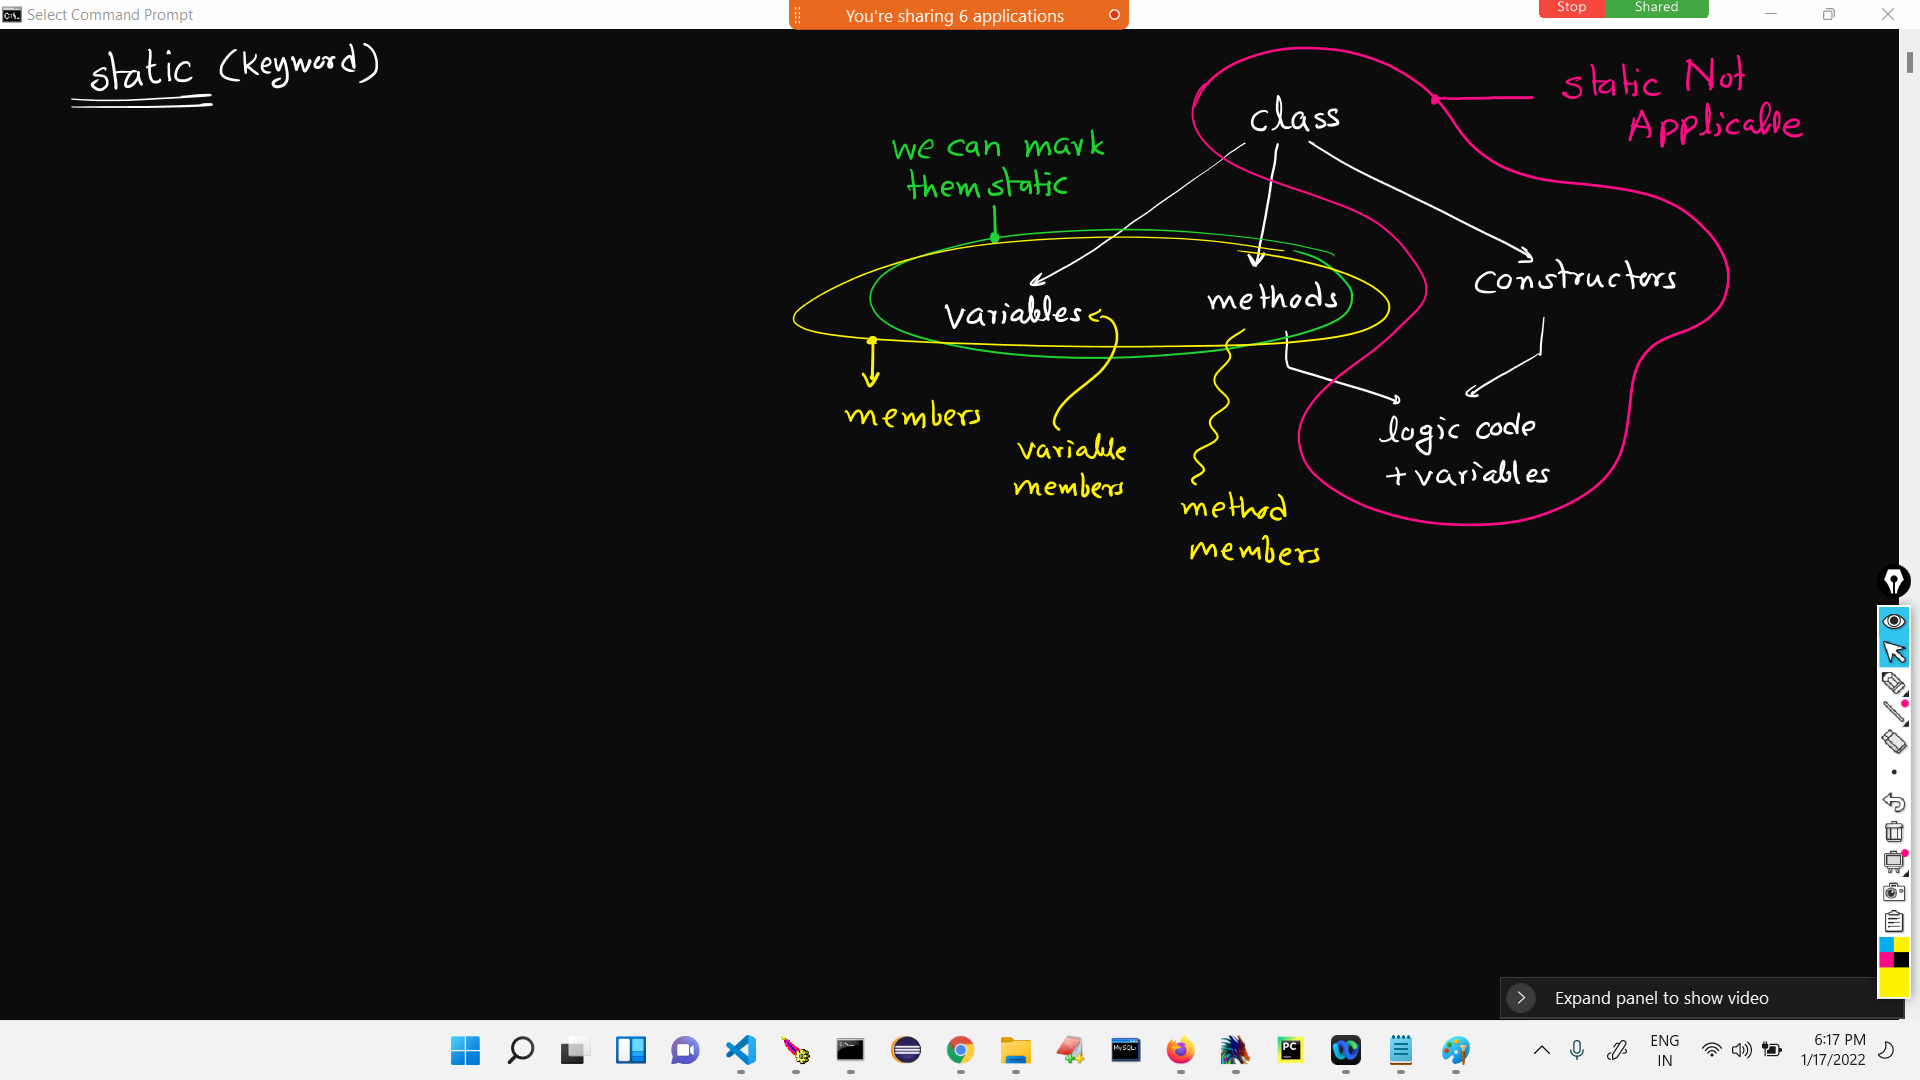 Select Command Prompt
You're sharing 6 applications
Stop Shared
static (keyword)
class
static Not
Applicable
we can mark
them static
variables
methods
constructors
members
variable
members
method
members
logic code
+ variables
Expand panel to show video
MySQL
PC
ENG
IN
6:17 PM
1/17/2022